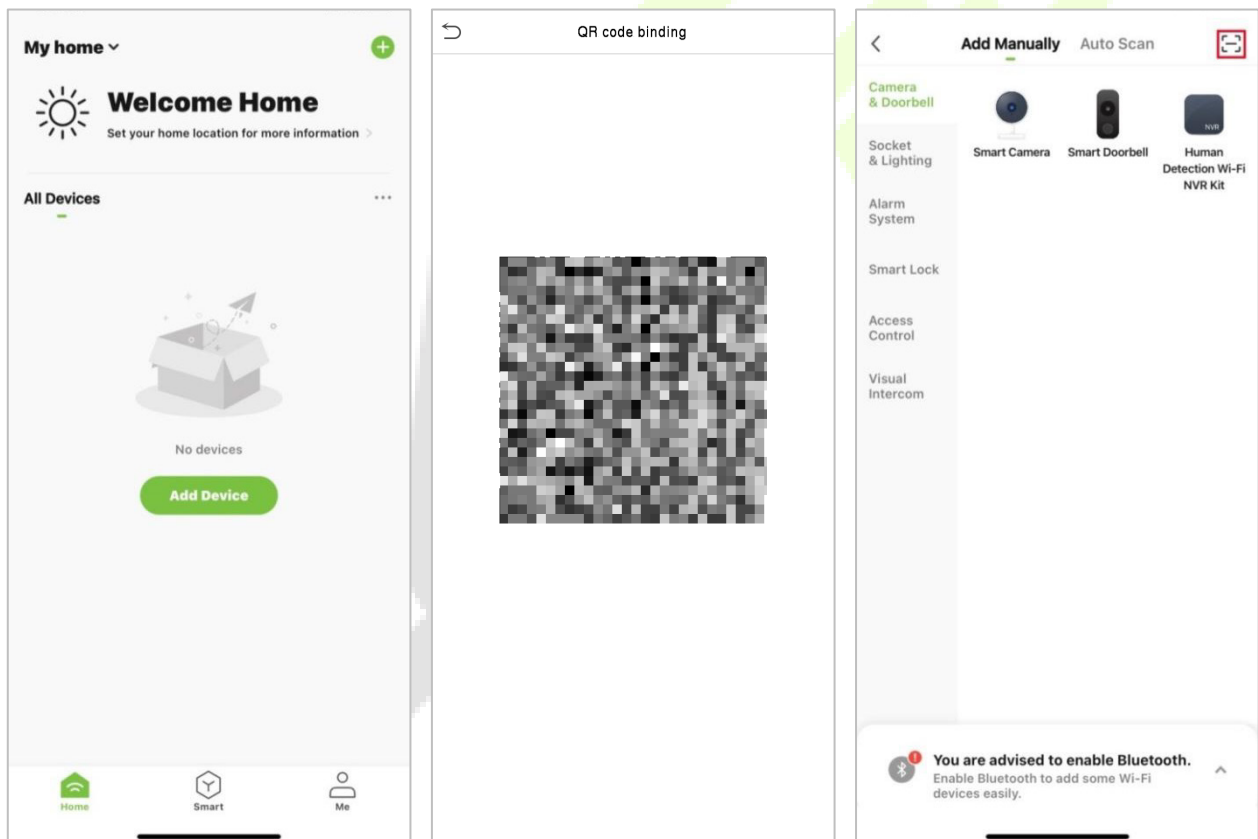 My home
Welcome Home
Set your home location for more information
All Devices
No devices
Add Device
Home
Smart
Me
QR code binding
Add Manually
Auto Scan
Camera
& Doorbell
Socket
& Lighting
Alarm
System
Smart Lock
Access
Control
Visual
Intercom
Smart Camera
Smart Doorbell
NVR
Human
Detection Wi-Fi
NVR Kit
You are advised to enable Bluetooth.
Enable Bluetooth to add some Wi-Fi
devices easily.